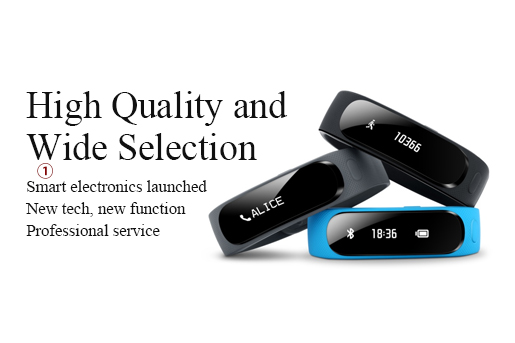 High Quality and
Wide Selection
①
Smart electronics launched
New tech, new function
Professional service
10366
ALICE
18:36